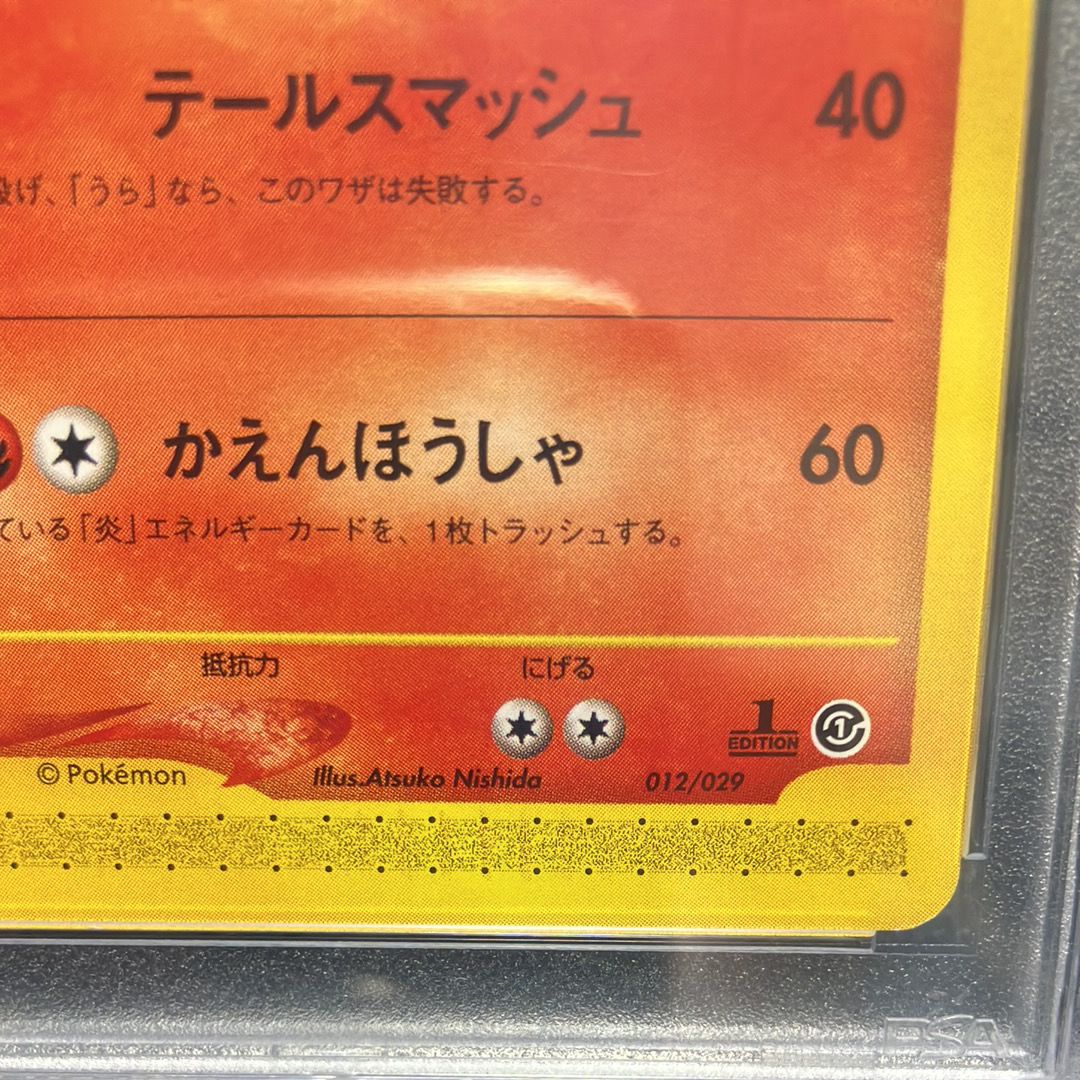 テールスマッシュ 40
投げ、「うら」なら、このワザは失敗する。
かえんほうしゃ 60
ている「炎」エネルギーカードを、1枚トラッシュする。
抵抗力 にげる
1
EDITION
1
© Pokémon Illus.Atsuko Nishida 012/029
PSA